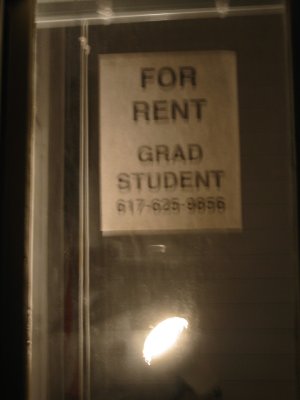 FOR
RENT
GRAD
STUDENT
617-625-9856